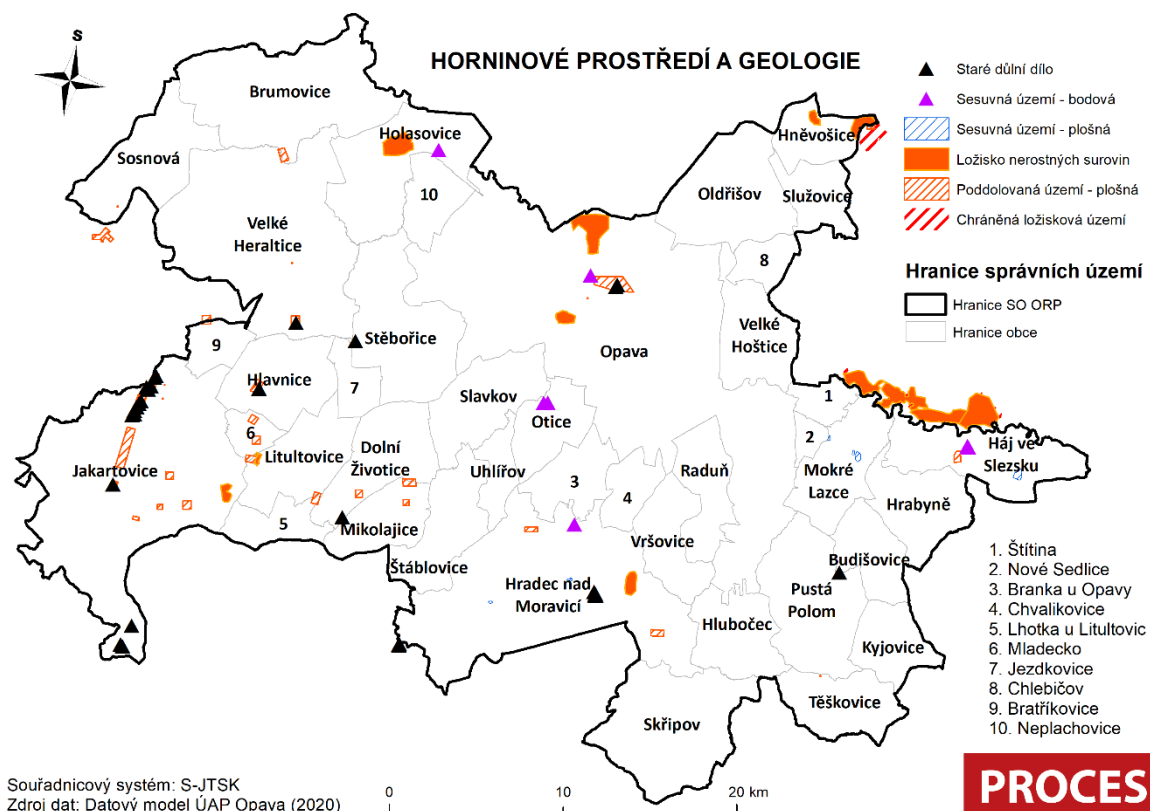 S
HORNINOVÉ PROSTŘEDÍ A GEOLOGIE
Staré důlní dílo
Sesuvná území - bodová
Sesuvná území - plošná
Ložisko nerostných surovin
Poddolovaná území - plošná
Chráněná ložisková území
Hranice správních území
Hranice SO ORP
Hranice obce
Brumovice
Holasovice
Sosnová
10
Hněvošice
Oldřišov
Služovice
Velké
Heraltice
8
Stěbořice
Opava
Velké
Hoštice
9
Hlavnice
7
Slavkov
Otice
1
2
Háj ve
Slezsku
6
Litultovice
Dolní
Životice
Jakartovice
Uhlířov
Raduň
Mokré
Lazce
3
4
Hrabyně
5
Mikolajice
Vršovice
Štáblovice
Budišovice
Hradec nad
Moravicí
Pustá
Polom
Hlubočec
Kyjovice
Těškovice
Skřipov
1. Štítina
2. Nové Sedlice
3. Branka u Opavy
4. Chvalikovice
5. Lhotka u Litultovic
6. Mladecko
7. Jezdkovice
8. Chlebičov
9. Bratříkovice
10. Neplachovice
Souřadnicový systém: S-JTSK
Zdroj dat: Datový model ÚAP Opava (2020)
0 10 20 km
PROCES